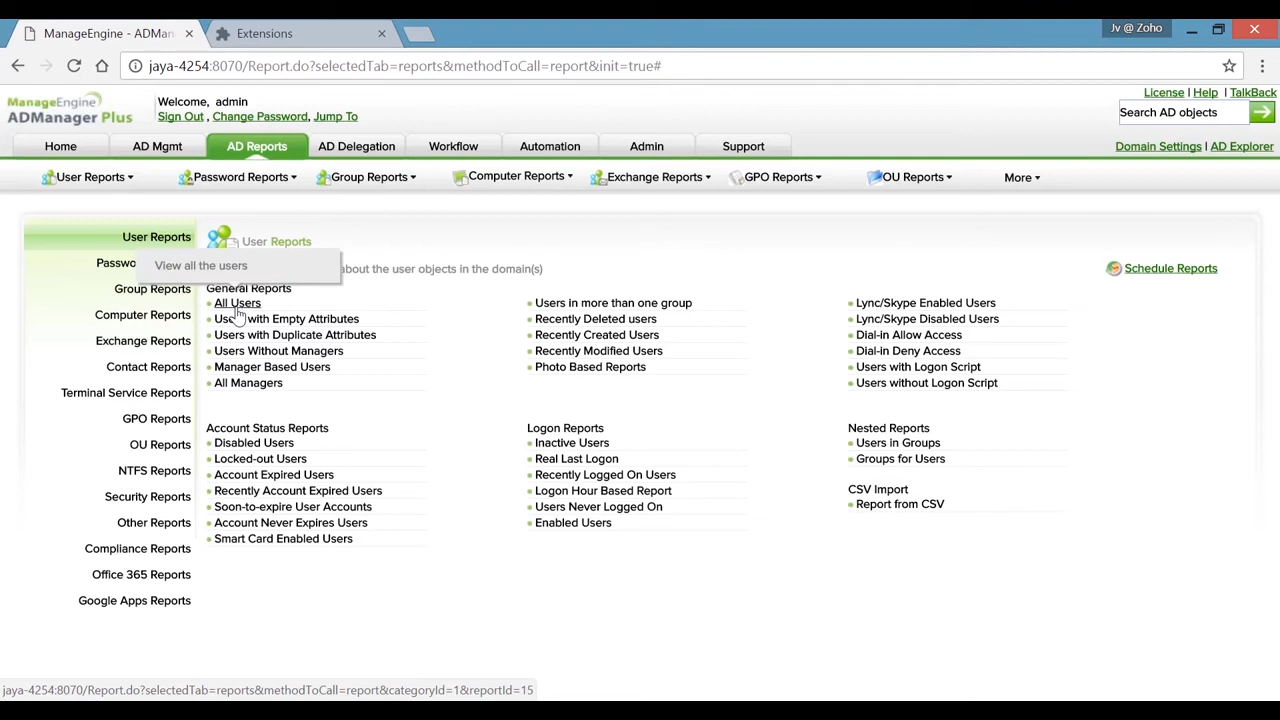 ManageEngine - ADMan
Extensions
Jv @ Zoho
jaya-4254:8070/Report.do?selectedTab=reports&methodToCall=report&init=true#
License | Help | TalkBack
ManageEngine
ADManager Plus
Welcome, admin
Sign Out , Change Password, Jump To
Search AD objects
Home
AD Mgmt
AD Reports
AD Delegation
Workflow
Automation
Admin
Support
Domain Settings | AD Explorer
User Reports
Password Reports
Group Reports
Computer Reports
Exchange Reports
GPO Reports
OU Reports
More
User Reports
Passwo
Group Reports
Computer Reports
Exchange Reports
Contact Reports
Terminal Service Reports
GPO Reports
OU Reports
NTFS Reports
Security Reports
Other Reports
Compliance Reports
Office 365 Reports
Google Apps Reports
User Reports
View all the users
about the user objects in the domain(s)
Schedule Reports
General Reports
All Users
Users with Empty Attributes
Users with Duplicate Attributes
Users Without Managers
Manager Based Users
All Managers
Users in more than one group
Recently Deleted users
Recently Created Users
Recently Modified Users
Photo Based Reports
Lync/Skype Enabled Users
Lync/Skype Disabled Users
Dial-in Allow Access
Dial-in Deny Access
Users with Logon Script
Users without Logon Script
Account Status Reports
Disabled Users
Locked-out Users
Account Expired Users
Recently Account Expired Users
Soon-to-expire User Accounts
Account Never Expires Users
Smart Card Enabled Users
Logon Reports
Inactive Users
Real Last Logon
Recently Logged On Users
Logon Hour Based Report
Users Never Logged On
Enabled Users
Nested Reports
Users in Groups
Groups for Users
CSV Import
Report from CSV
jaya-4254:8070/Report.do?selectedTab=reports&methodToCall=report&categoryId=1&reportId=15